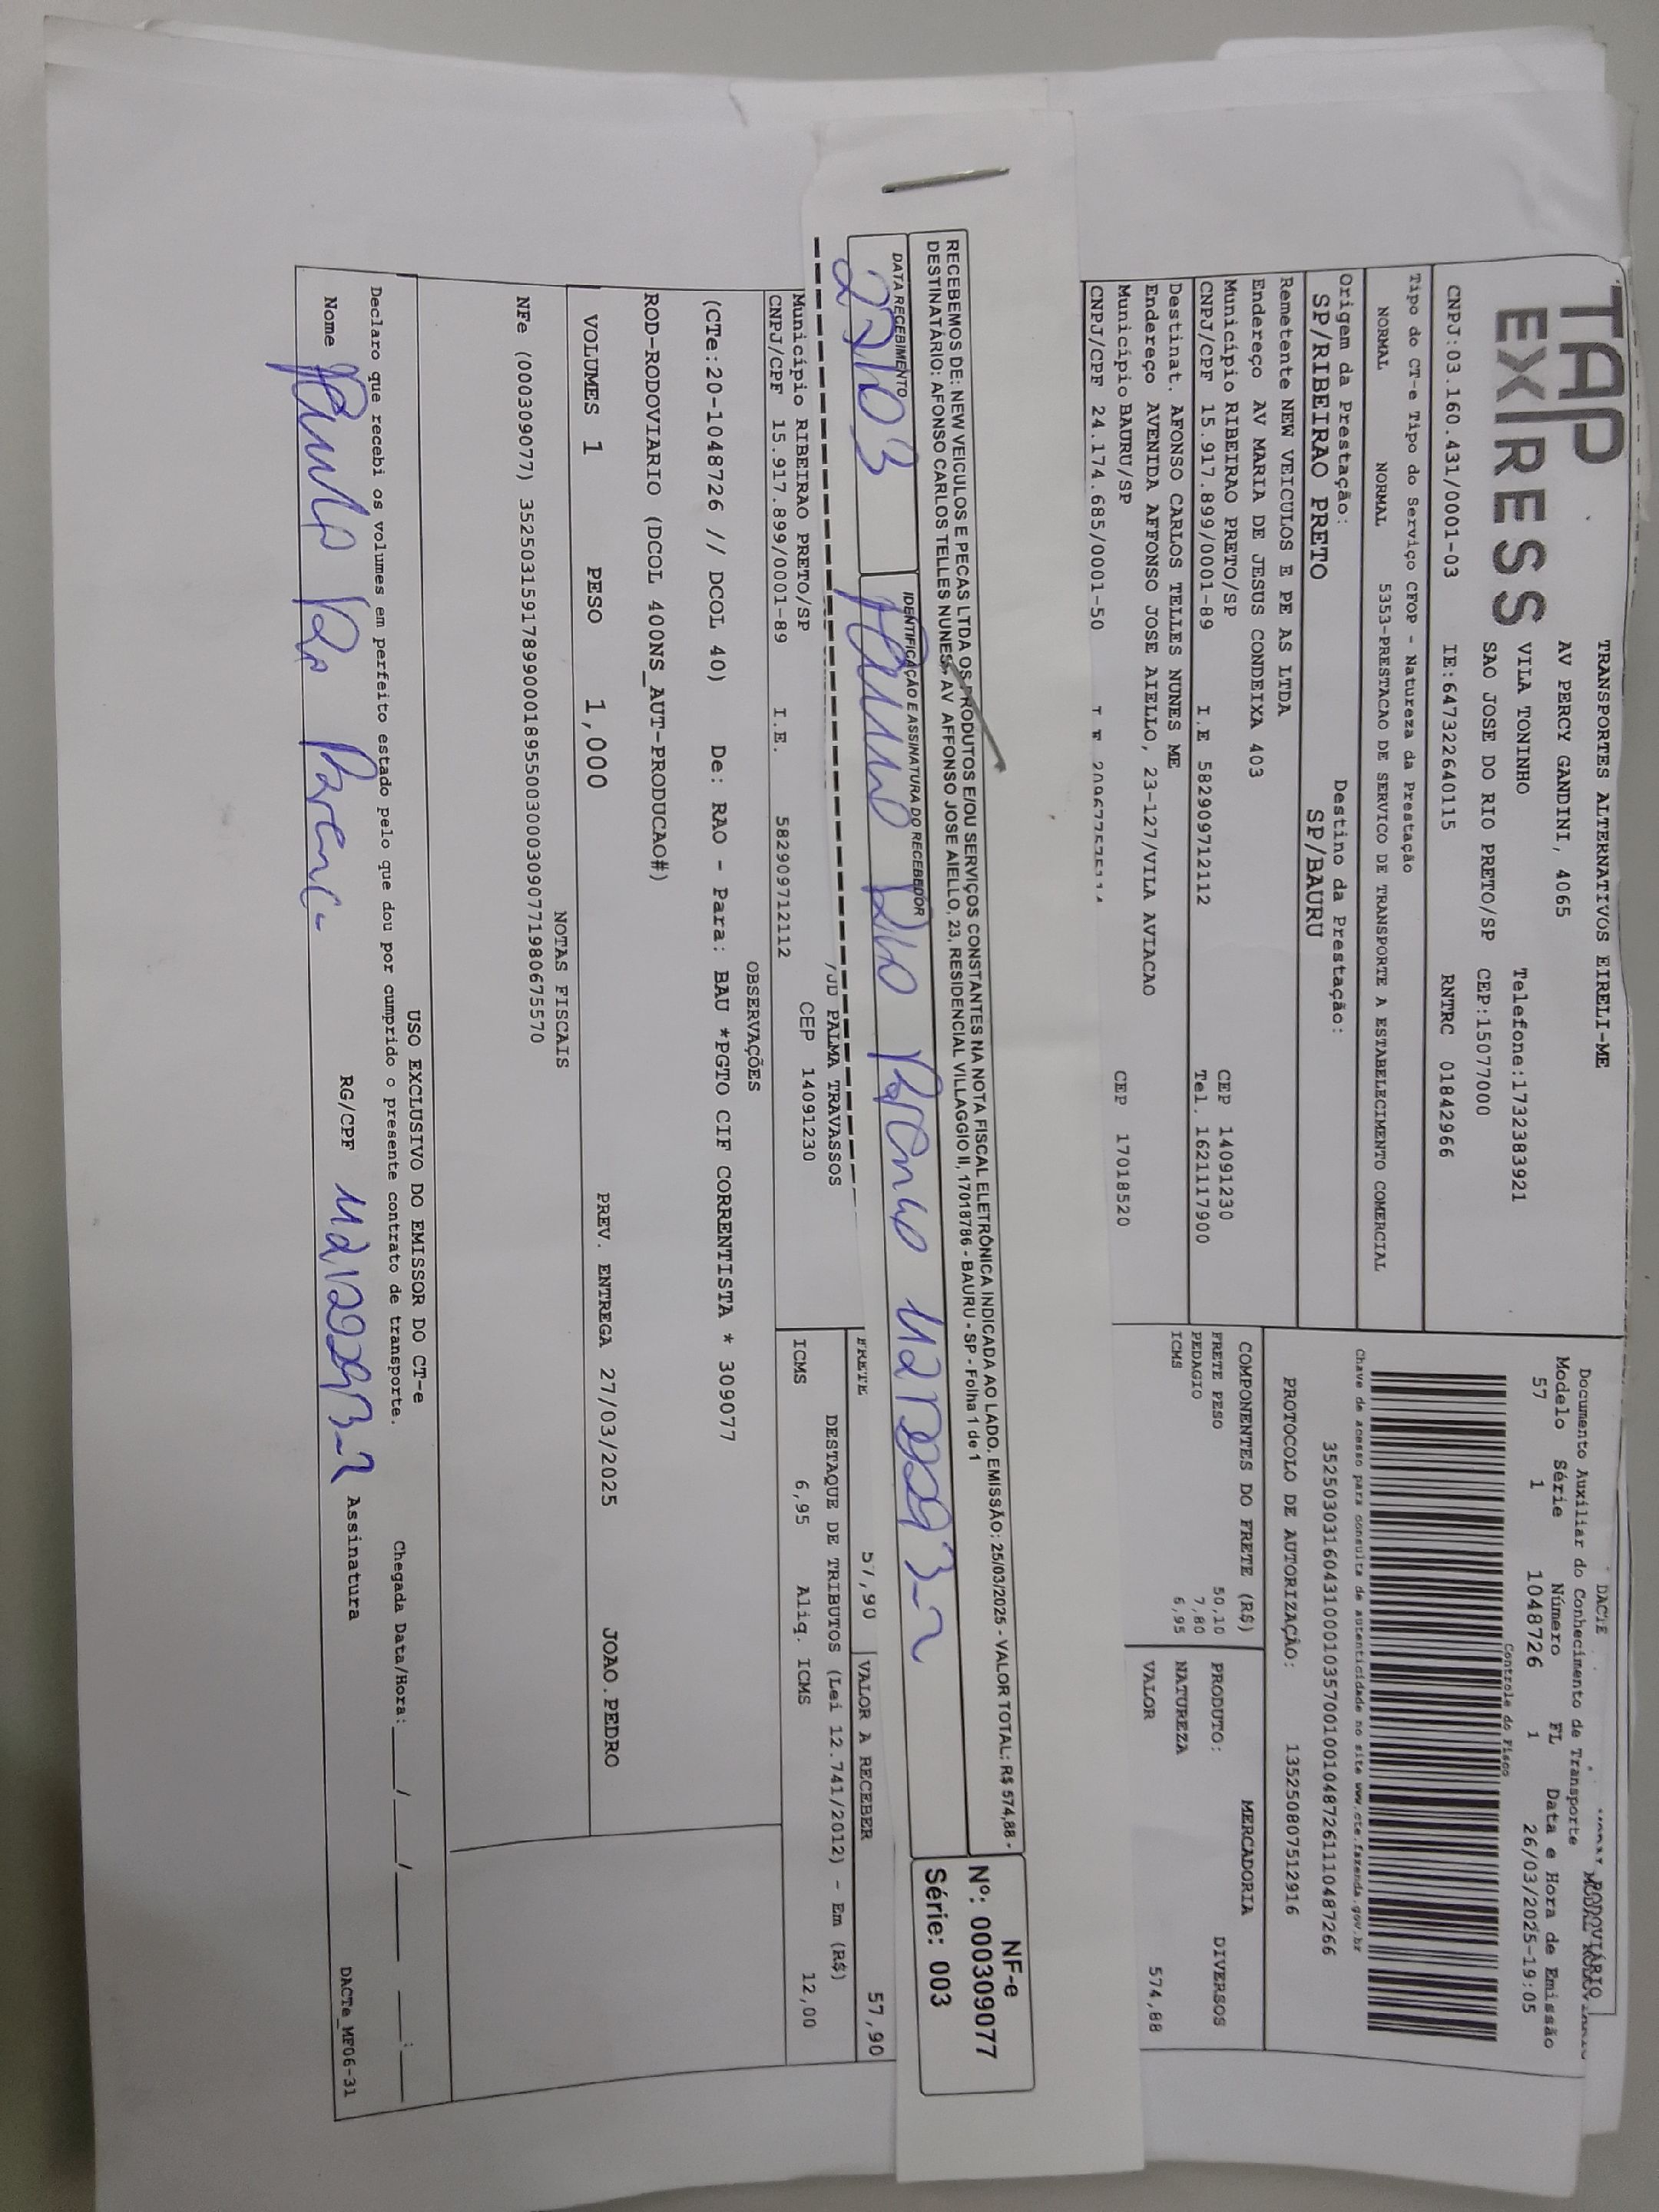 TAP
EXPRESS
TRANSPORTES ALTERNATIVOS EIRELI-ME
AV PERCY GANDINI, 4065
VILA TONINHO Telefone:1732383921
SAO JOSE DO RIO PRETO/SP CEP:15077000
CNPJ:03.160.431/0001-03 IE:647322640115 RNTRC 01842966
DACTE
Documento Auxiliar do Conhecimento de Transporte
Modelo Série Número FL Data e Hora de Emissão
57 1 1048726 1 26/03/2025-19:05
Controle do Fisco
Chave de acesso para consulta de autenticidade no site www.cte.fazenda.gov.br
35250303160431000103570010010487261110487266
PROTOCOLO DE AUTORIZAÇÃO: 135250807512916
Tipo do CT-e Tipo do Serviço CFOP - Natureza da Prestação
NORMAL NORMAL 5353-PRESTACAO DE SERVICO DE TRANSPORTE A ESTABELECIMENTO COMERCIAL
Origem da Prestação: Destino da Prestação:
SP/RIBEIRAO PRETO SP/BAURU
Remetente NEW VEICULOS E PE AS LTDA
Endereço AV MARIA DE JESUS CONDEIXA 403
Município RIBEIRAO PRETO/SP CEP 14091230
CNPJ/CPF 15.917.899/0001-89 I.E 582909712112 Tel. 1621117900
Destinat. AFONSO CARLOS TELLES NUNES ME
Endereço AVENIDA AFFONSO JOSE AIELLO, 23-127/VILA AVIACAO
Município BAURU/SP CEP 17018520
CNPJ/CPF 24.174.685/0001-50
COMPONENTES DO FRETE (R$)
FRETE PESO 50,10
PEDAGIO 7,80
ICMS 6,95
MERCADORIA
PRODUTO: DIVERSOS
NATUREZA
VALOR 574,88
RECEBEMOS DE: NEW VEICULOS E PECAS LTDA OS PRODUTOS E/OU SERVIÇOS CONSTANTES NA NOTA FISCAL ELETRÔNICA INDICADA AO LADO. EMISSÃO: 25/03/2025 - VALOR TOTAL: R$ 574,88 -
DESTINATÁRIO: AFONSO CARLOS TELLES NUNES - AV AFFONSO JOSE AIELLO, 23, RESIDENCIAL VILLAGGIO II, 17018786 - BAURU - SP - Folha 1 de 1
DATA RECEBIMENTO IDENTIFICAÇÃO E ASSINATURA DO RECEBEDOR
NF-e
Nº: 000309077
Série: 003
/JD PALMA TRAVASSOS
Município RIBEIRAO PRETO/SP CEP 14091230
CNPJ/CPF 15.917.899/0001-89 I.E. 582909712112
FRETE 57,90 VALOR A RECEBER 57,90
DESTAQUE DE TRIBUTOS (Lei 12.741/2012) - Em (R$)
ICMS 6,95 Aliq. ICMS 12,00
OBSERVAÇÕES
(CTe:20-1048726 // DCOL 40) De: RAO - Para: BAU *PGTO CIF CORRENTISTA * 309077
ROD-RODOVIARIO (DCOL 400NS_AUT-PRODUCAO#)
VOLUMES 1 PESO 1,000 PREV. ENTREGA 27/03/2025 JOAO.PEDRO
NOTAS FISCAIS
NFe (000309077) 35250315917899000189550030003090771980675570
USO EXCLUSIVO DO EMISSOR DO CT-e
Declaro que recebi os volumes em perfeito estado pelo que dou por cumprido o presente contrato de transporte. Chegada Data/Hora:____/____/____ ___:___
Nome RG/CPF Assinatura
DACTe_MF06-31